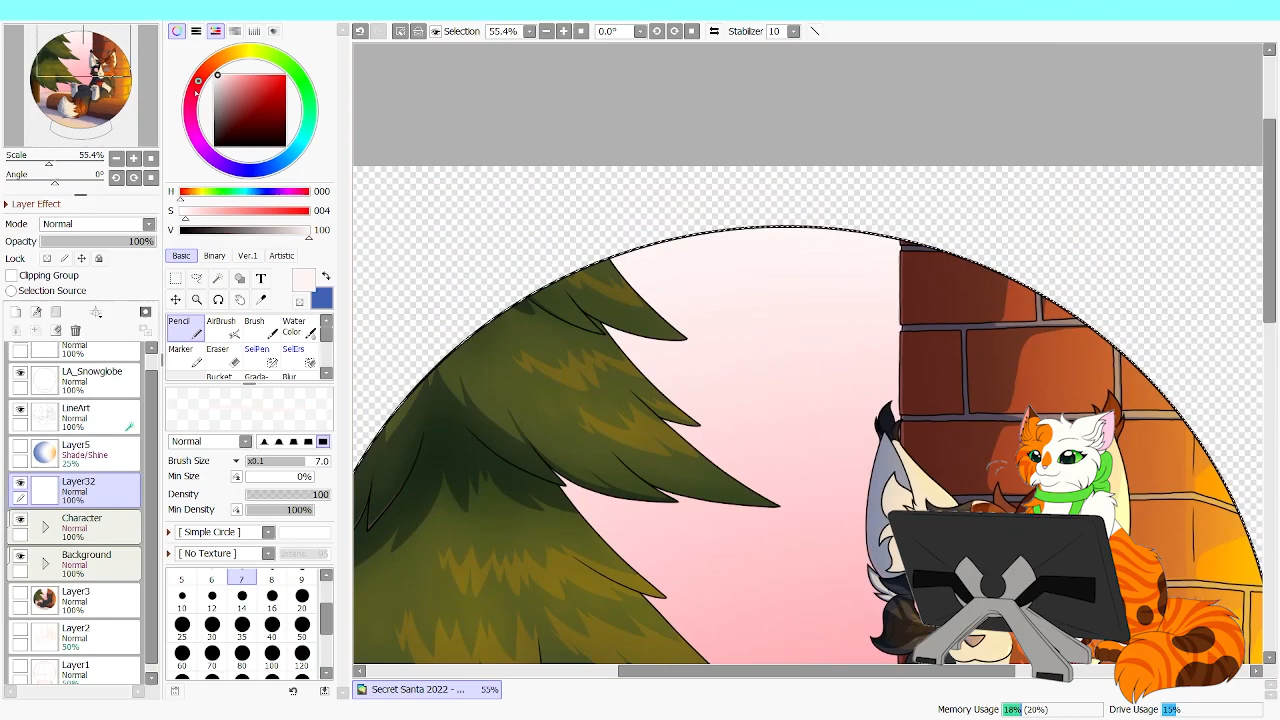 Selection 55.4% 0.0° Stabilizer 10
Scale 55.4%
Angle 0°
Layer Effect
Mode Normal
Opacity 100%
Lock
Clipping Group
Selection Source
Normal
100%
LA_Snowglobe
Normal
100%
LineArt
Normal
100%
Layer5
Shade/Shine
25%
Layer32
Normal
100%
Character
Normal
100%
Background
Normal
100%
Layer3
Normal
100%
Layer2
Normal
50%
Layer1
Normal
H 000
S 004
V 100
Basic Binary Ver.1 Artistic
T
Pencil AirBrush Brush Water Color
Marker Eraser SelPen SelErs
Bucket Grada- Blur
Normal
Brush Size x0.1 7.0
Min Size 0%
Density 100
Min Density 100%
[ Simple Circle ]
[ No Texture ] Intens. 95
5 6 7 8 9
10 12 14 16 20
25 30 35 40 50
60 70 80 100 120
Secret Santa 2022 - ... 55%
Memory Usage 18% (20%) Drive Usage 15%